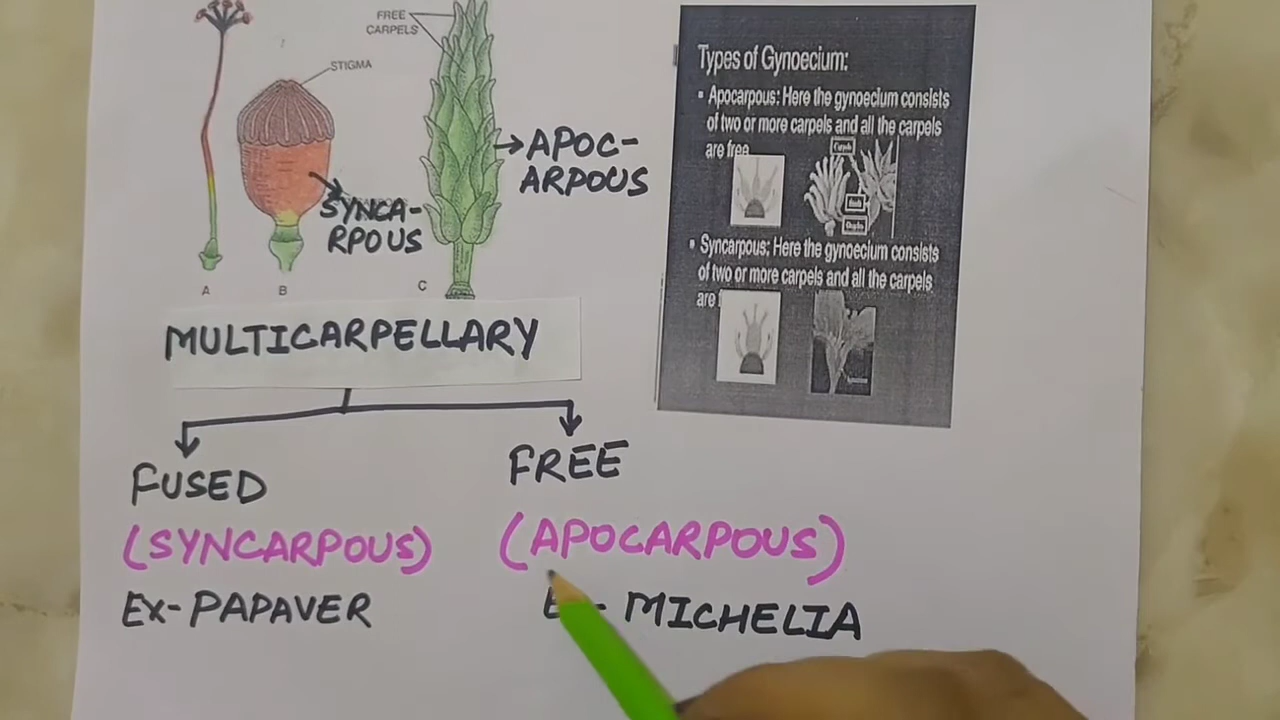 FREE
CARPELS
STIGMA
APOC-
ARPOUS
SYNCA-
RPOUS
A
B
C
MULTICARPELLARY
FUSED
FREE
(SYNCARPOUS)
(APOCARPOUS)
Ex- PAPAVER
MICHELIA
Types of Gynoecium:
▪ Apocarpous: Here the gynoecium consists
of two or more carpels and all the carpels
are free
Carpels
▪ Syncarpous: Here the gynoecium consists
of two or more carpels and all the carpels
are